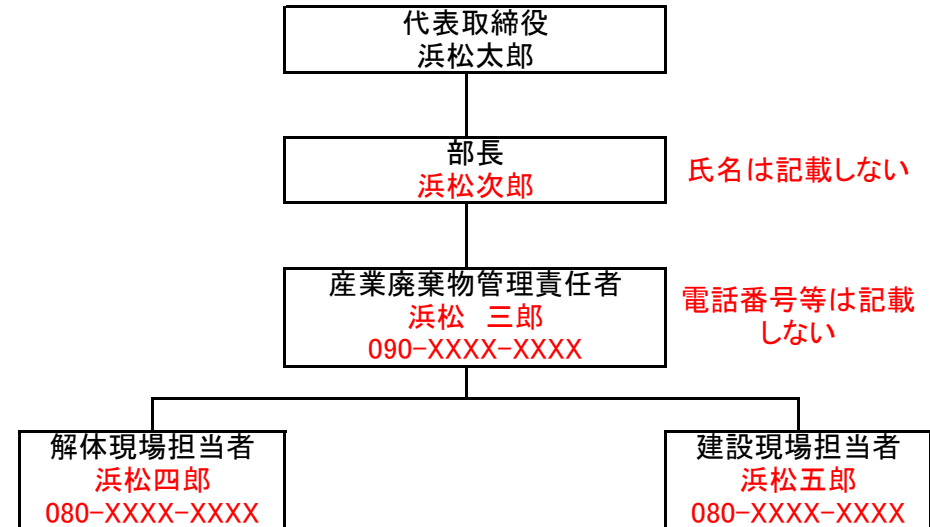 代表取締役
浜松太郎
部長
浜松次郎
氏名は記載しない
産業廃棄物管理責任者
浜松　三郎
090-XXXX-XXXX
電話番号等は記載
しない
解体現場担当者
浜松四郎
080-XXXX-XXXX
建設現場担当者
浜松五郎
080-XXXX-XXXX